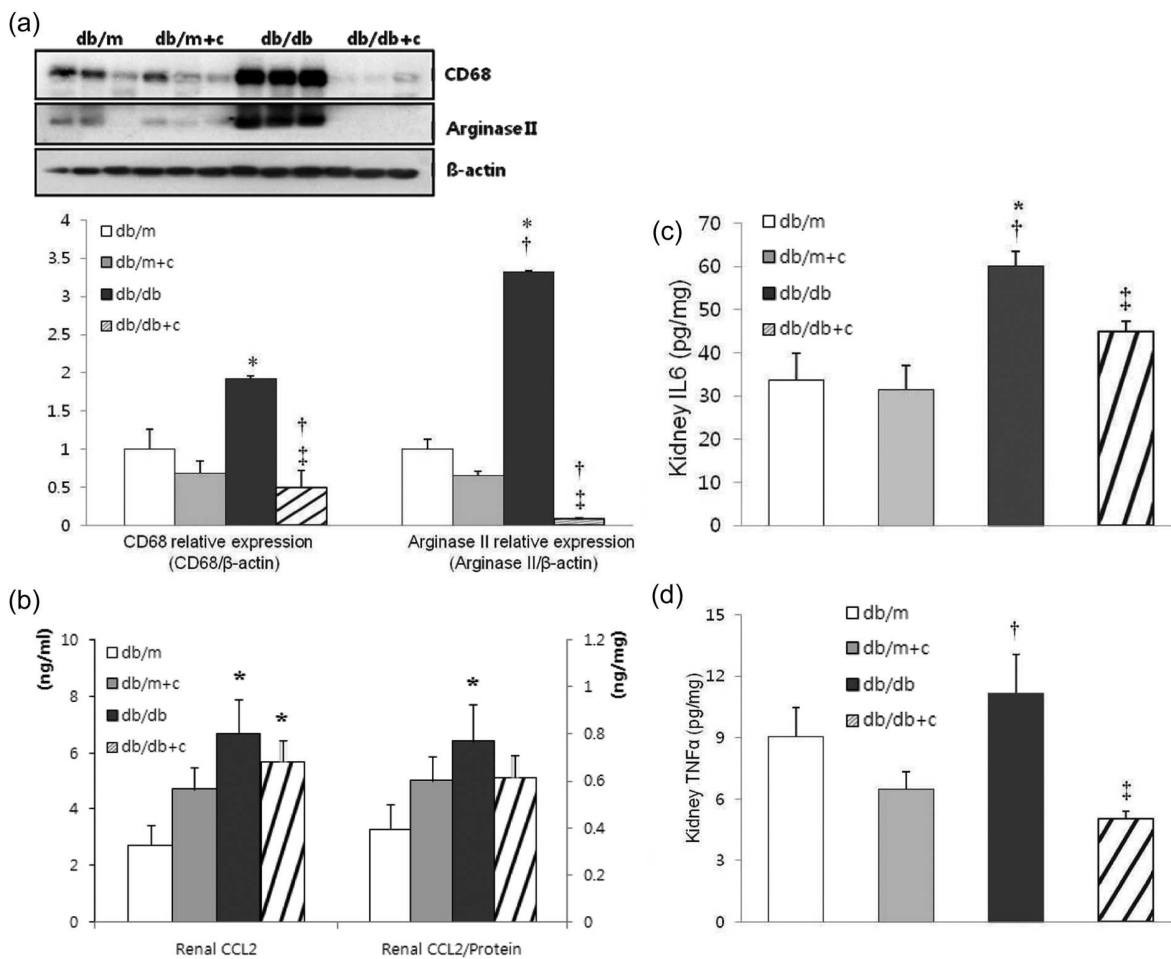 (a)
db/m db/m+c db/db db/db+c
CD68
Arginase II
ß-actin
4
3.5
3
2.5
2
1.5
1
0.5
0
db/m
db/m+c
db/db
db/db+c
*
†
‡
*
†
†
‡
CD68 relative expression
(CD68/β-actin)
Arginase II relative expression
(Arginase II/β-actin)
(b)
(ng/ml)
10
8
6
4
2
0
db/m
db/m+c
db/db
db/db+c
*
*
*
(ng/mg)
1.2
1
0.8
0.6
0.4
0.2
0
Renal CCL2
Renal CCL2/Protein
(c)
Kidney IL6 (pg/mg)
70
60
50
40
30
20
10
0
db/m
db/m+c
db/db
db/db+c
*
†
‡
(d)
Kidney TNFα (pg/mg)
15
12
9
6
3
0
db/m
db/m+c
db/db
db/db+c
†
‡